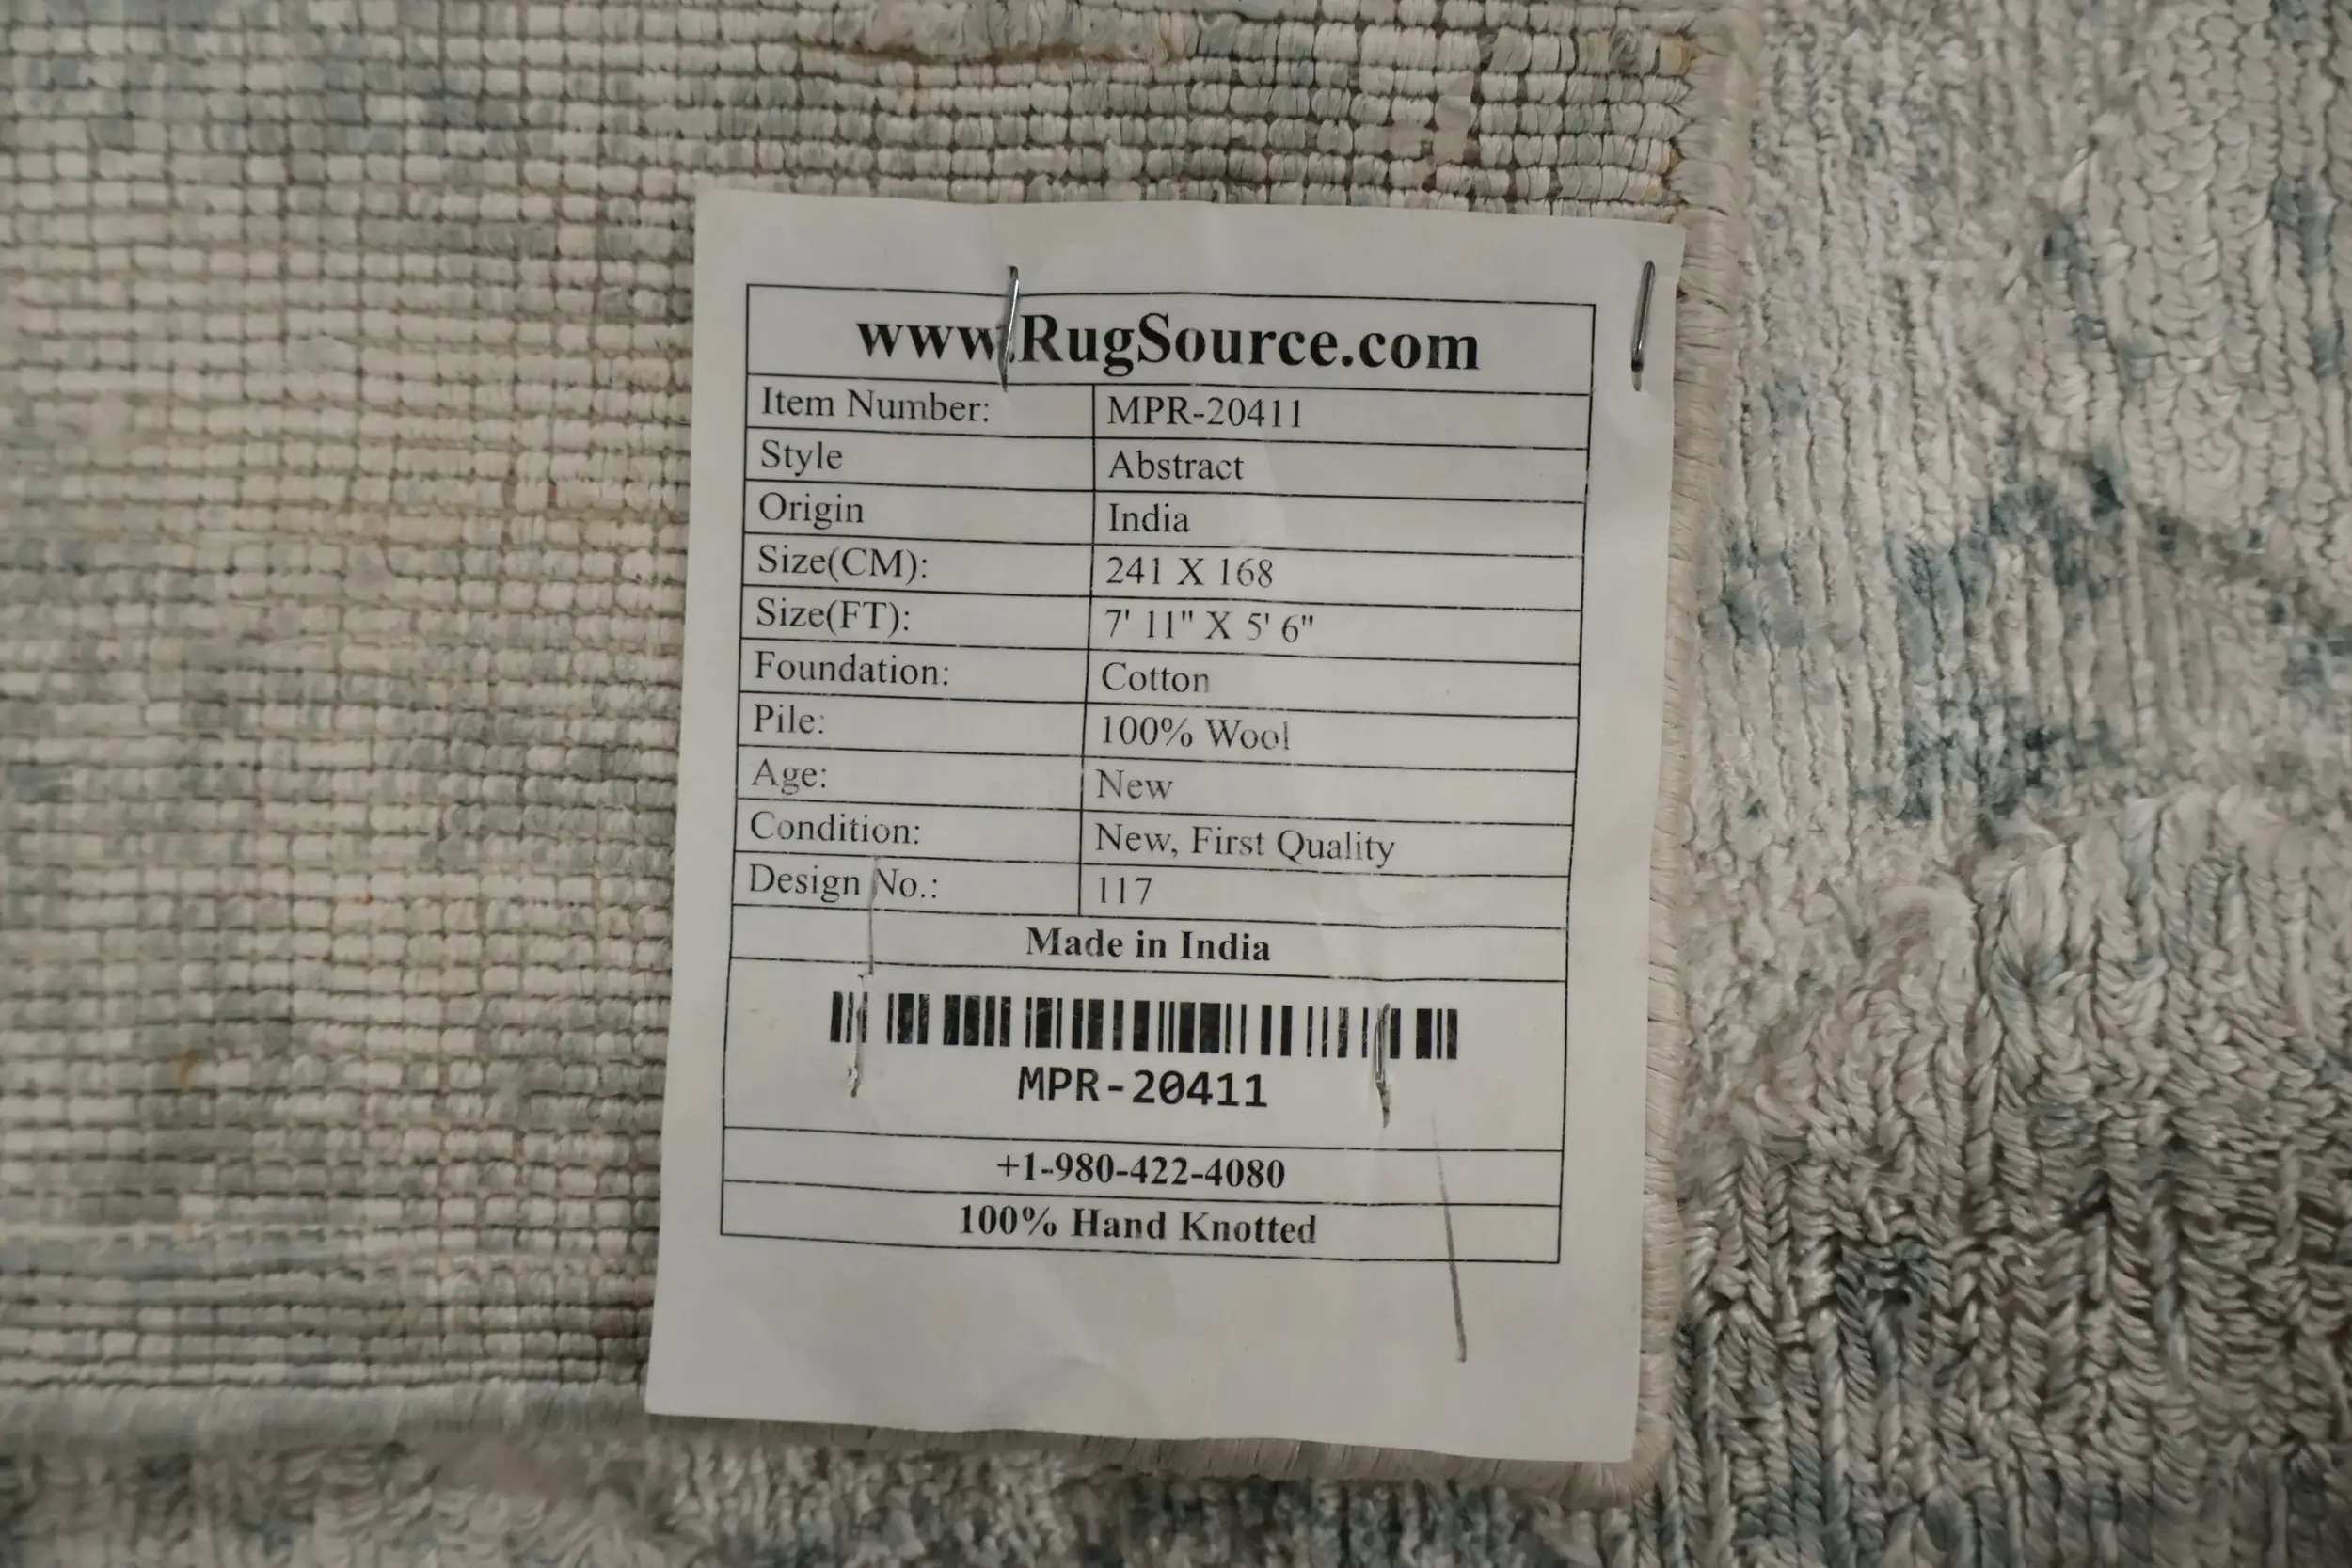 www.RugSource.com
Item Number: MPR-20411
Style Abstract
Origin India
Size(CM): 241 X 168
Size(FT): 7' 11" X 5' 6"
Foundation: Cotton
Pile: 100% Wool
Age: New
Condition: New, First Quality
Design No.: 117
Made in India
MPR-20411
+1-980-422-4080
100% Hand Knotted